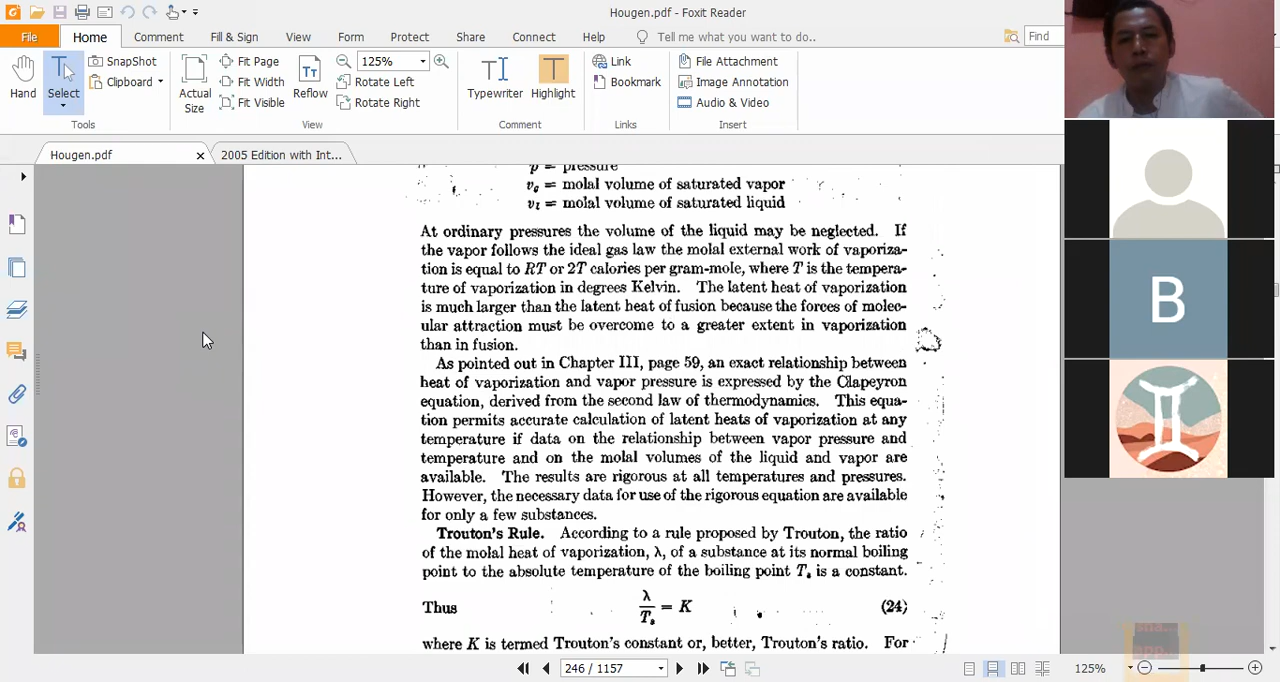 Hougen.pdf - Foxit Reader
File
Home
Comment
Fill & Sign
View
Form
Protect
Share
Connect
Help
Tell me what you want to do..
Find
Hand
Select
SnapShot
Clipboard
Tools
Actual
Size
Fit Page
Fit Width
Fit Visible
Reflow
125%
Rotate Left
Rotate Right
View
Typewriter
Highlight
Comment
Link
Bookmark
Links
File Attachment
Image Annotation
Audio & Video
Insert
Hougen.pdf
2005 Edition with Int...
p = pressure
vg = molal volume of saturated vapor
vl = molal volume of saturated liquid
At ordinary pressures the volume of the liquid may be neglected. If
the vapor follows the ideal gas law the molal external work of vaporiza-
tion is equal to RT or 2T calories per gram-mole, where T is the tempera-
ture of vaporization in degrees Kelvin. The latent heat of vaporization
is much larger than the latent heat of fusion because the forces of molec-
ular attraction must be overcome to a greater extent in vaporization
than in fusion.
As pointed out in Chapter III, page 59, an exact relationship between
heat of vaporization and vapor pressure is expressed by the Clapeyron
equation, derived from the second law of thermodynamics. This equa-
tion permits accurate calculation of latent heats of vaporization at any
temperature if data on the relationship between vapor pressure and
temperature and on the molal volumes of the liquid and vapor are
available. The results are rigorous at all temperatures and pressures.
However, the necessary data for use of the rigorous equation are available
for only a few substances.
Trouton's Rule. According to a rule proposed by Trouton, the ratio
of the molal heat of vaporization, λ, of a substance at its normal boiling
point to the absolute temperature of the boiling point Ts is a constant.
Thus λ/Ts = K (24)
where K is termed Trouton's constant or, better, Trouton's ratio. For
B
246 / 1157
125%